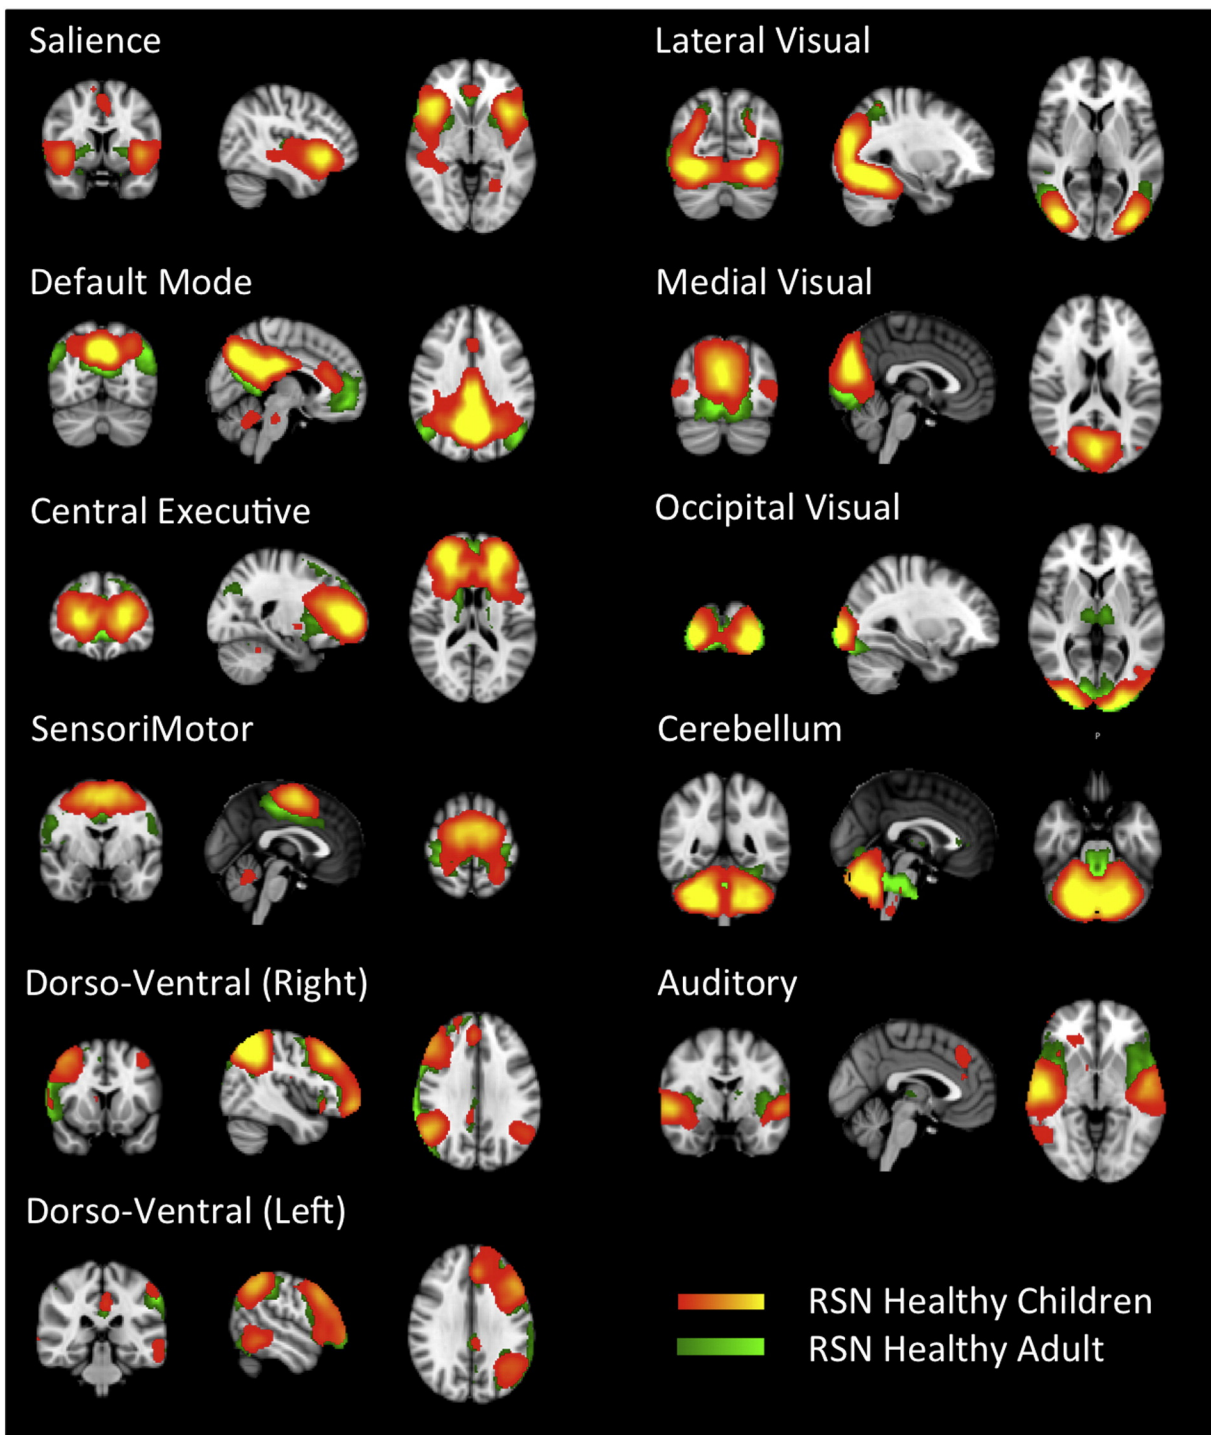 Salience
Lateral Visual
Default Mode
Medial Visual
Central Executive
Occipital Visual
SensoriMotor
Cerebellum
P
Dorso-Ventral (Right)
Auditory
Dorso-Ventral (Left)
RSN Healthy Children
RSN Healthy Adult